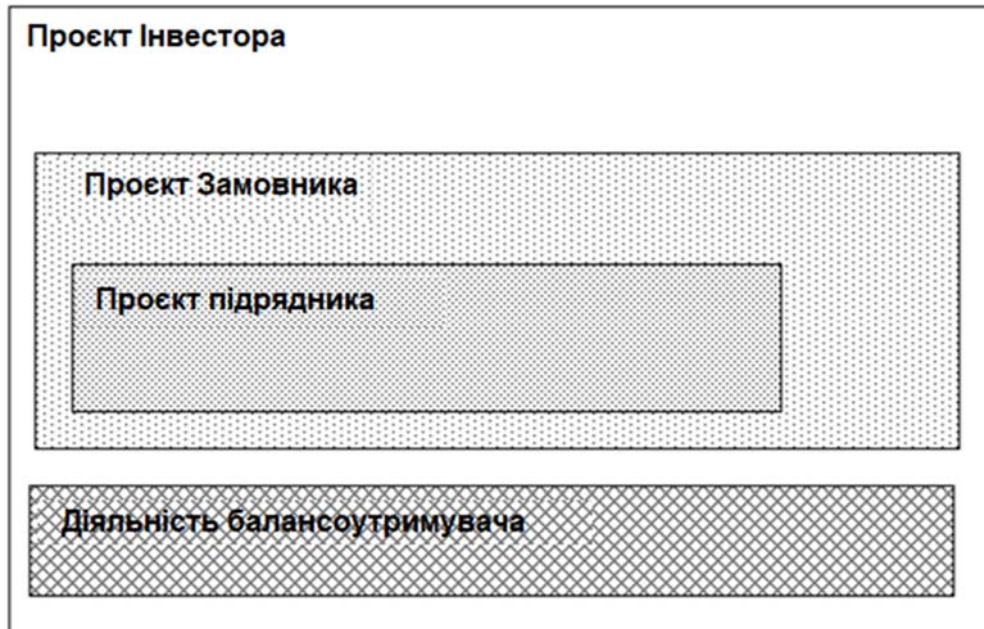 Проєкт Інвестора
Проєкт Замовника
Проєкт підрядника
Діяльність балансоутримувача